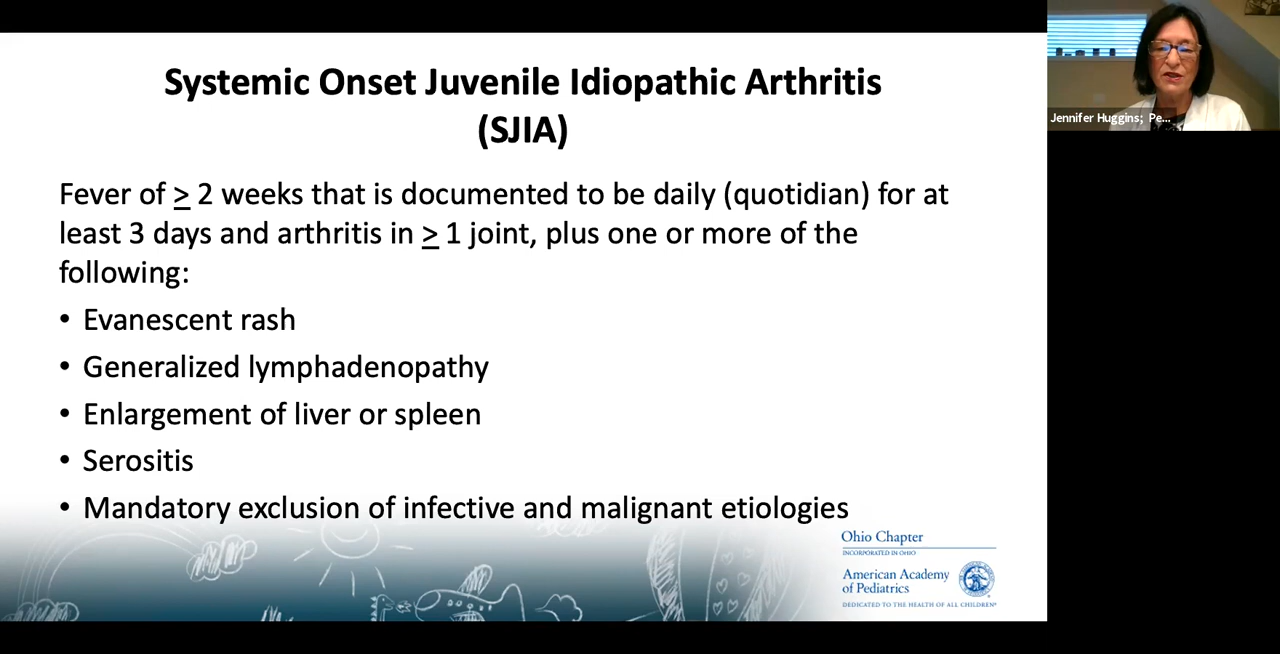 Systemic Onset Juvenile Idiopathic Arthritis
(SJIA)
Fever of ≥ 2 weeks that is documented to be daily (quotidian) for at
least 3 days and arthritis in ≥ 1 joint, plus one or more of the
following:
• Evanescent rash
• Generalized lymphadenopathy
• Enlargement of liver or spleen
• Serositis
• Mandatory exclusion of infective and malignant etiologies
Ohio Chapter
INCORPORATED IN OHIO
American Academy
of Pediatrics
DEDICATED TO THE HEALTH OF ALL CHILDREN®
Jennifer Huggins; Pe...